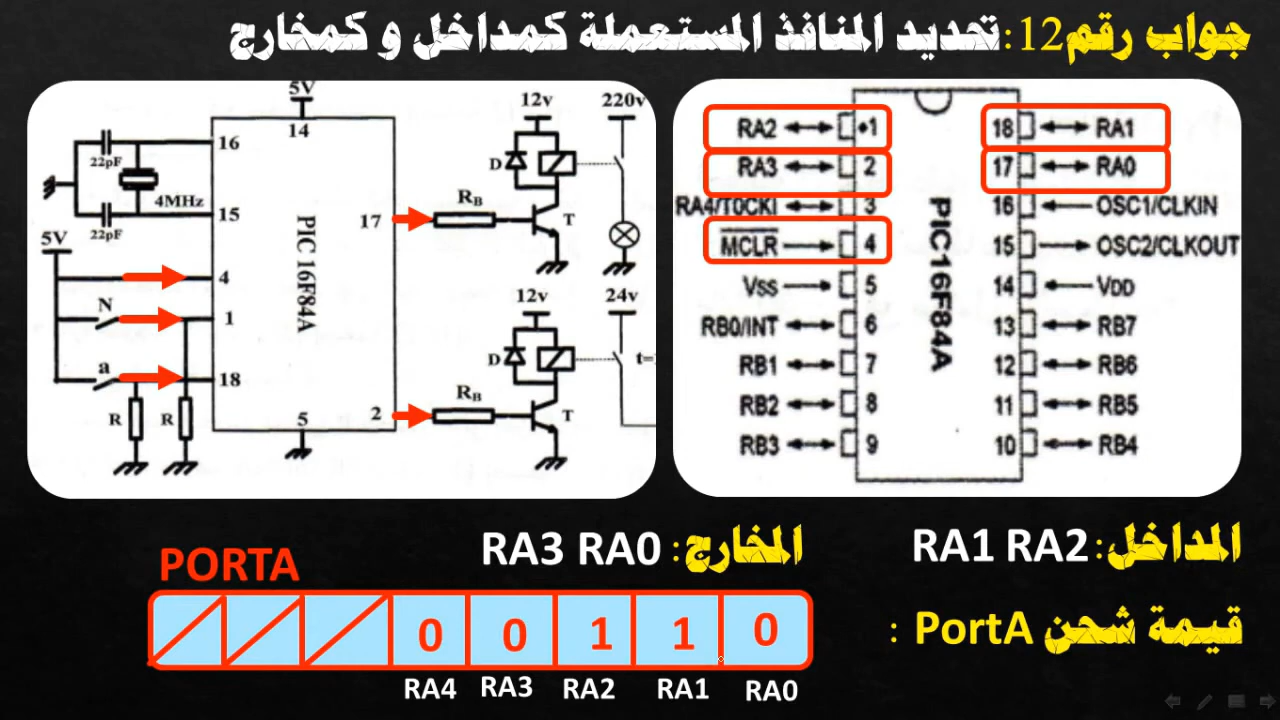 جواب رقم12:تحديد المنافذ المستعملة كمداخل و كمخارج
5V
14
16
22pF
4MHz
15
22pF
5V
4
N
1
a
18
R
R
5
PIC 16F84A
17
2
RB
12v
220v
D
T
RB
12v
24v
D
t=
T
RA2
1
RA3
2
RA4/T0CKI
3
MCLR
4
VSS
5
RB0/INT
6
RB1
7
RB2
8
RB3
9
PIC16F84A
18
RA1
17
RA0
16
OSC1/CLKIN
15
OSC2/CLKOUT
14
VDD
13
RB7
12
RB6
11
RB5
10
RB4
المداخل: RA1 RA2
المخارج: RA3 RA0
قيمة شحن PortA :
PORTA
0 0 1 1 0
RA4 RA3 RA2 RA1 RA0